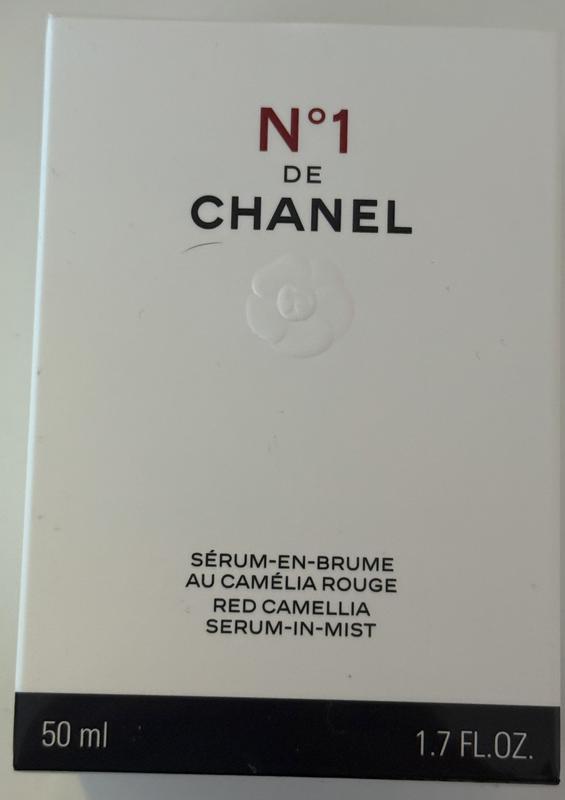 N°1
DE
CHANEL
SÉRUM-EN-BRUME
AU CAMÉLIA ROUGE
RED CAMELLIA
SERUM-IN-MIST
50 ml
1.7 FL.OZ.